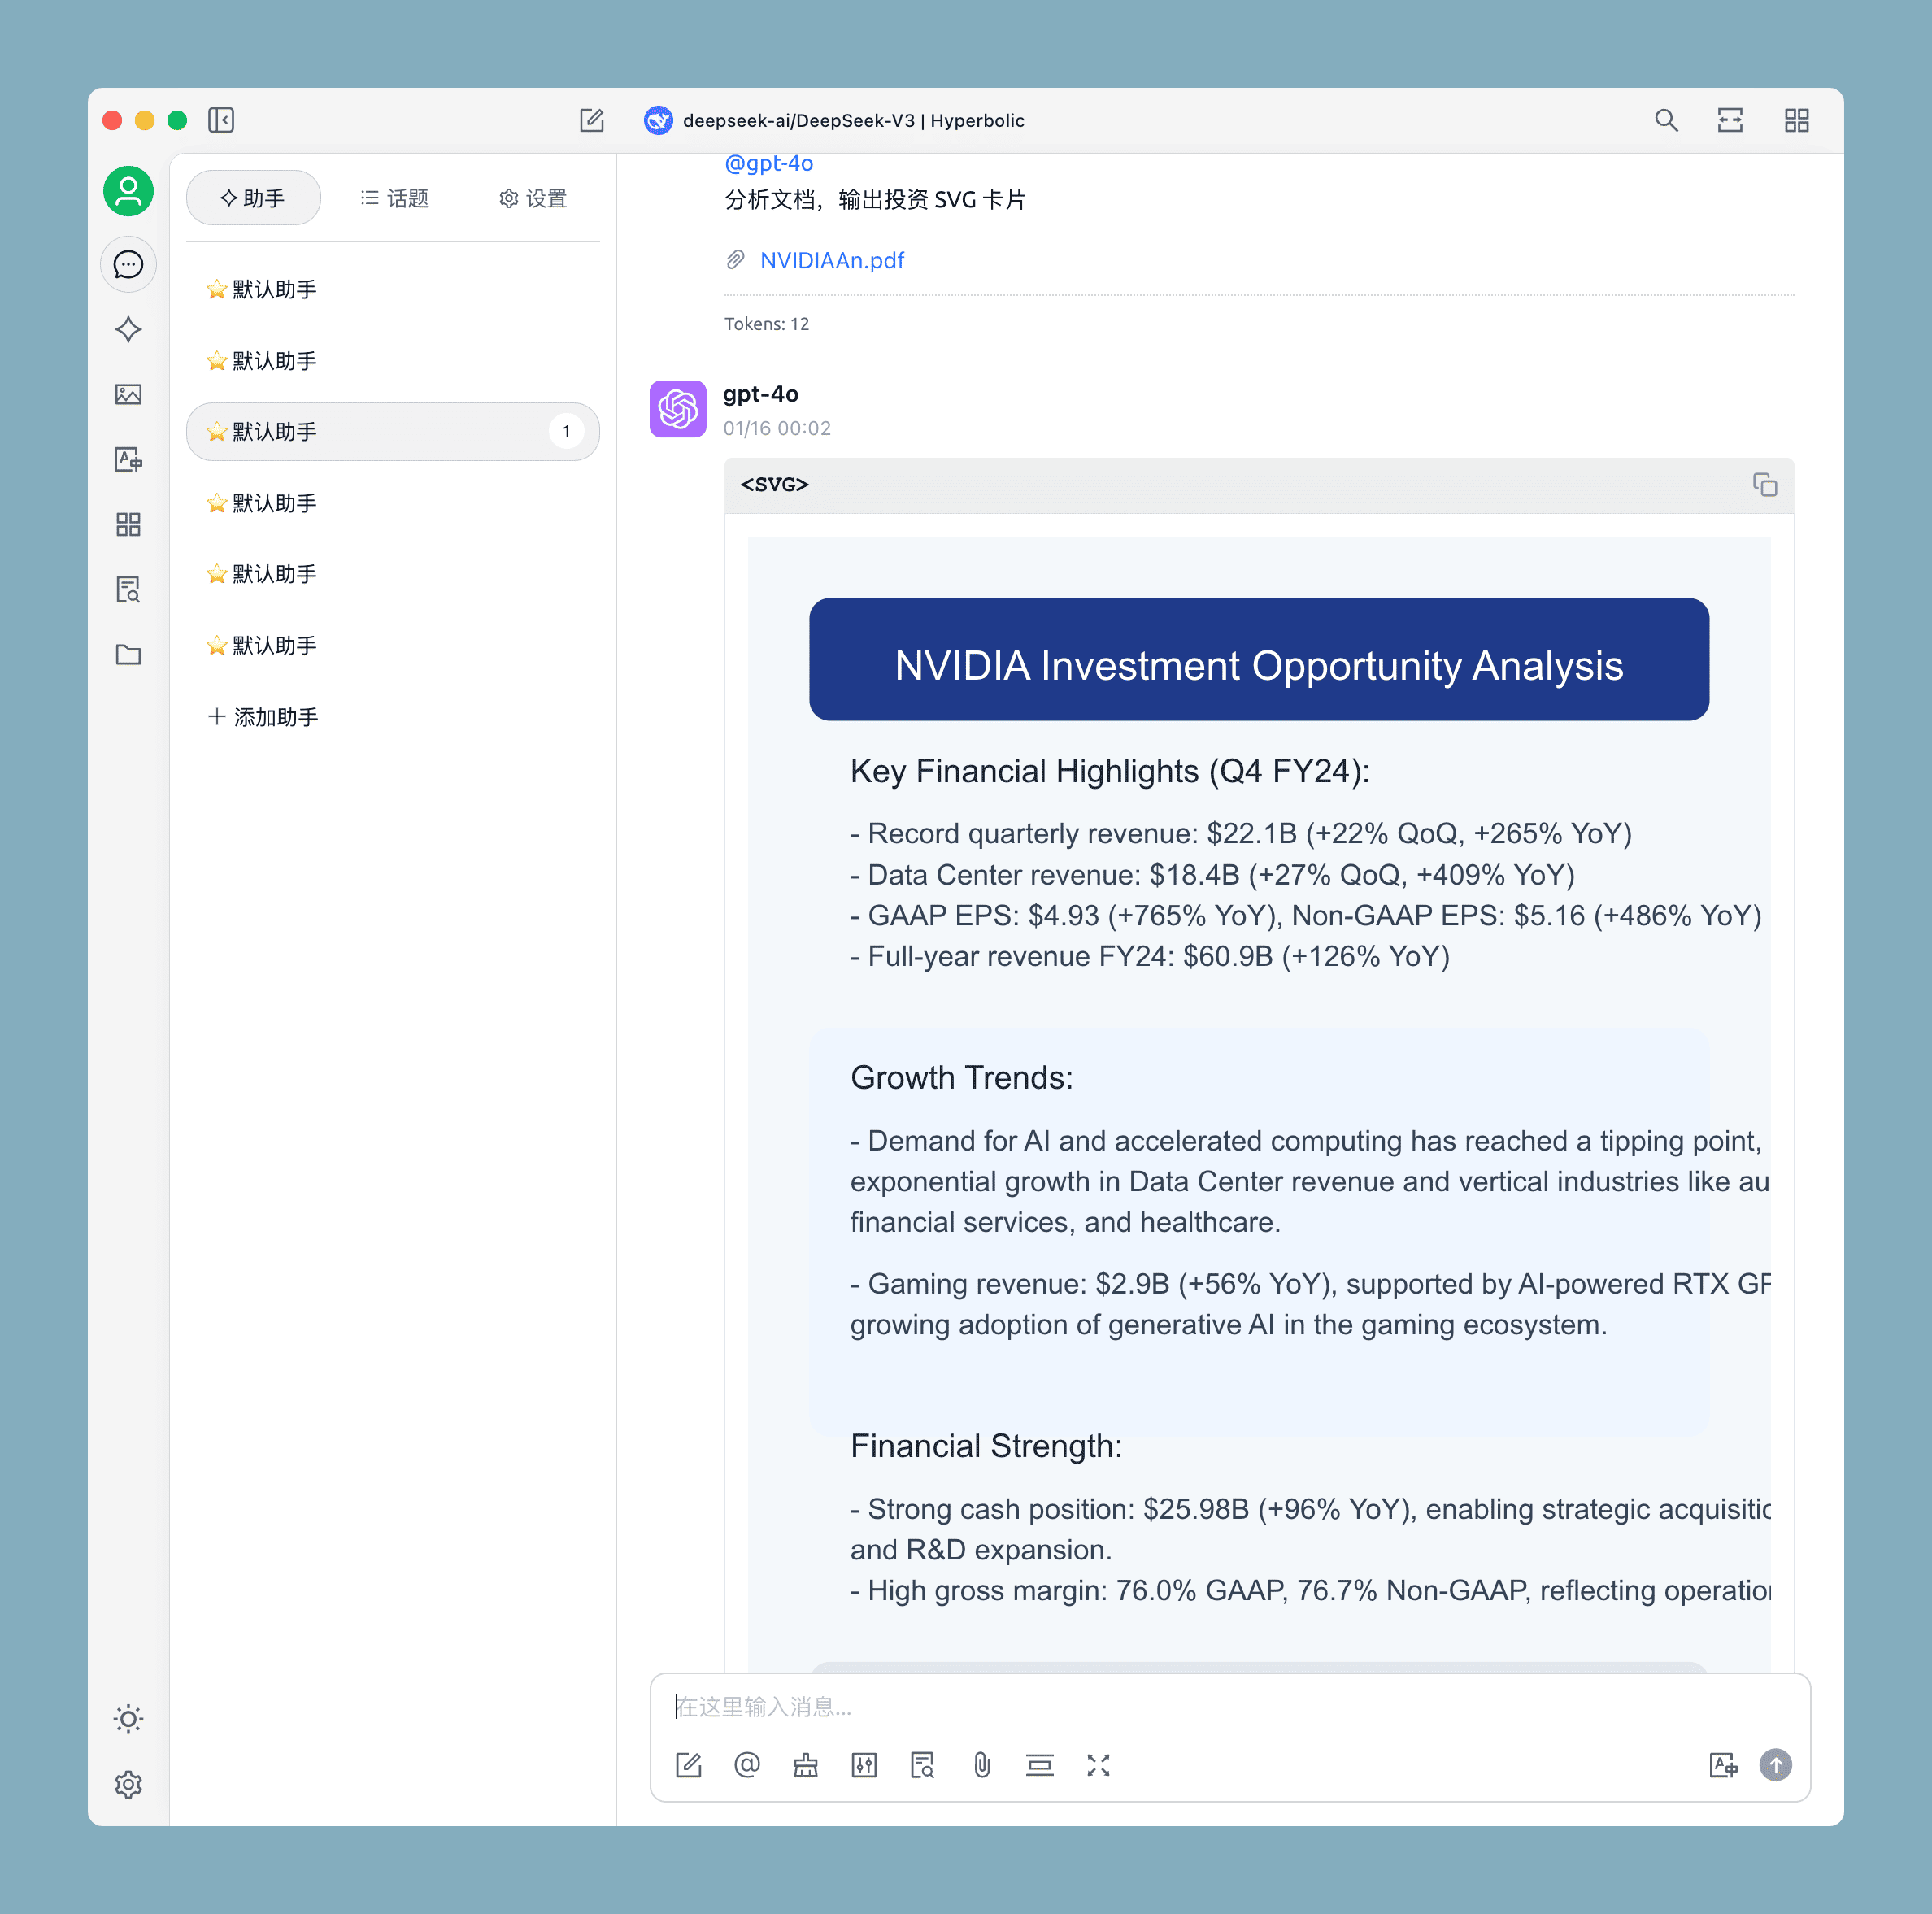 deepseek-ai/DeepSeek-V3 | Hyperbolic
助手
话题
设置
默认助手
默认助手
默认助手
1
默认助手
默认助手
默认助手
添加助手
@gpt-4o
分析文档，输出投资 SVG 卡片
NVIDIAAn.pdf
Tokens: 12
gpt-4o
01/16 00:02
<SVG>
NVIDIA Investment Opportunity Analysis
Key Financial Highlights (Q4 FY24):
- Record quarterly revenue: $22.1B (+22% QoQ, +265% YoY)
- Data Center revenue: $18.4B (+27% QoQ, +409% YoY)
- GAAP EPS: $4.93 (+765% YoY), Non-GAAP EPS: $5.16 (+486% YoY)
- Full-year revenue FY24: $60.9B (+126% YoY)
Growth Trends:
- Demand for AI and accelerated computing has reached a tipping point,
exponential growth in Data Center revenue and vertical industries like au
financial services, and healthcare.
- Gaming revenue: $2.9B (+56% YoY), supported by AI-powered RTX GP
growing adoption of generative AI in the gaming ecosystem.
Financial Strength:
- Strong cash position: $25.98B (+96% YoY), enabling strategic acquisitio
and R&D expansion.
- High gross margin: 76.0% GAAP, 76.7% Non-GAAP, reflecting operation
在这里输入消息...